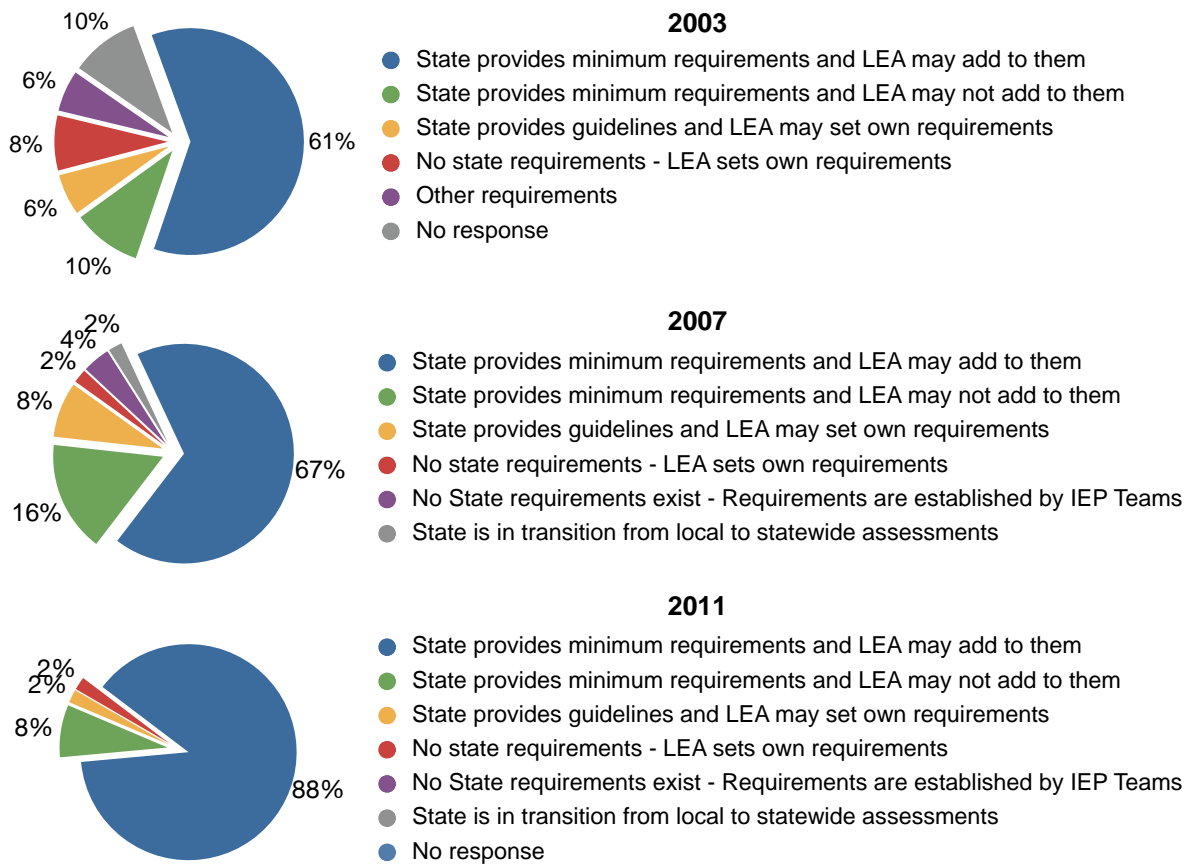 2003
10%
6%
8%
6%
10%
61%
State provides minimum requirements and LEA may add to them
State provides minimum requirements and LEA may not add to them
State provides guidelines and LEA may set own requirements
No state requirements - LEA sets own requirements
Other requirements
No response
2007
2%
4%
2%
8%
16%
67%
State provides minimum requirements and LEA may add to them
State provides minimum requirements and LEA may not add to them
State provides guidelines and LEA may set own requirements
No state requirements - LEA sets own requirements
No State requirements exist - Requirements are established by IEP Teams
State is in transition from local to statewide assessments
2011
2%
2%
8%
88%
State provides minimum requirements and LEA may add to them
State provides minimum requirements and LEA may not add to them
State provides guidelines and LEA may set own requirements
No state requirements - LEA sets own requirements
No State requirements exist - Requirements are established by IEP Teams
State is in transition from local to statewide assessments
No response